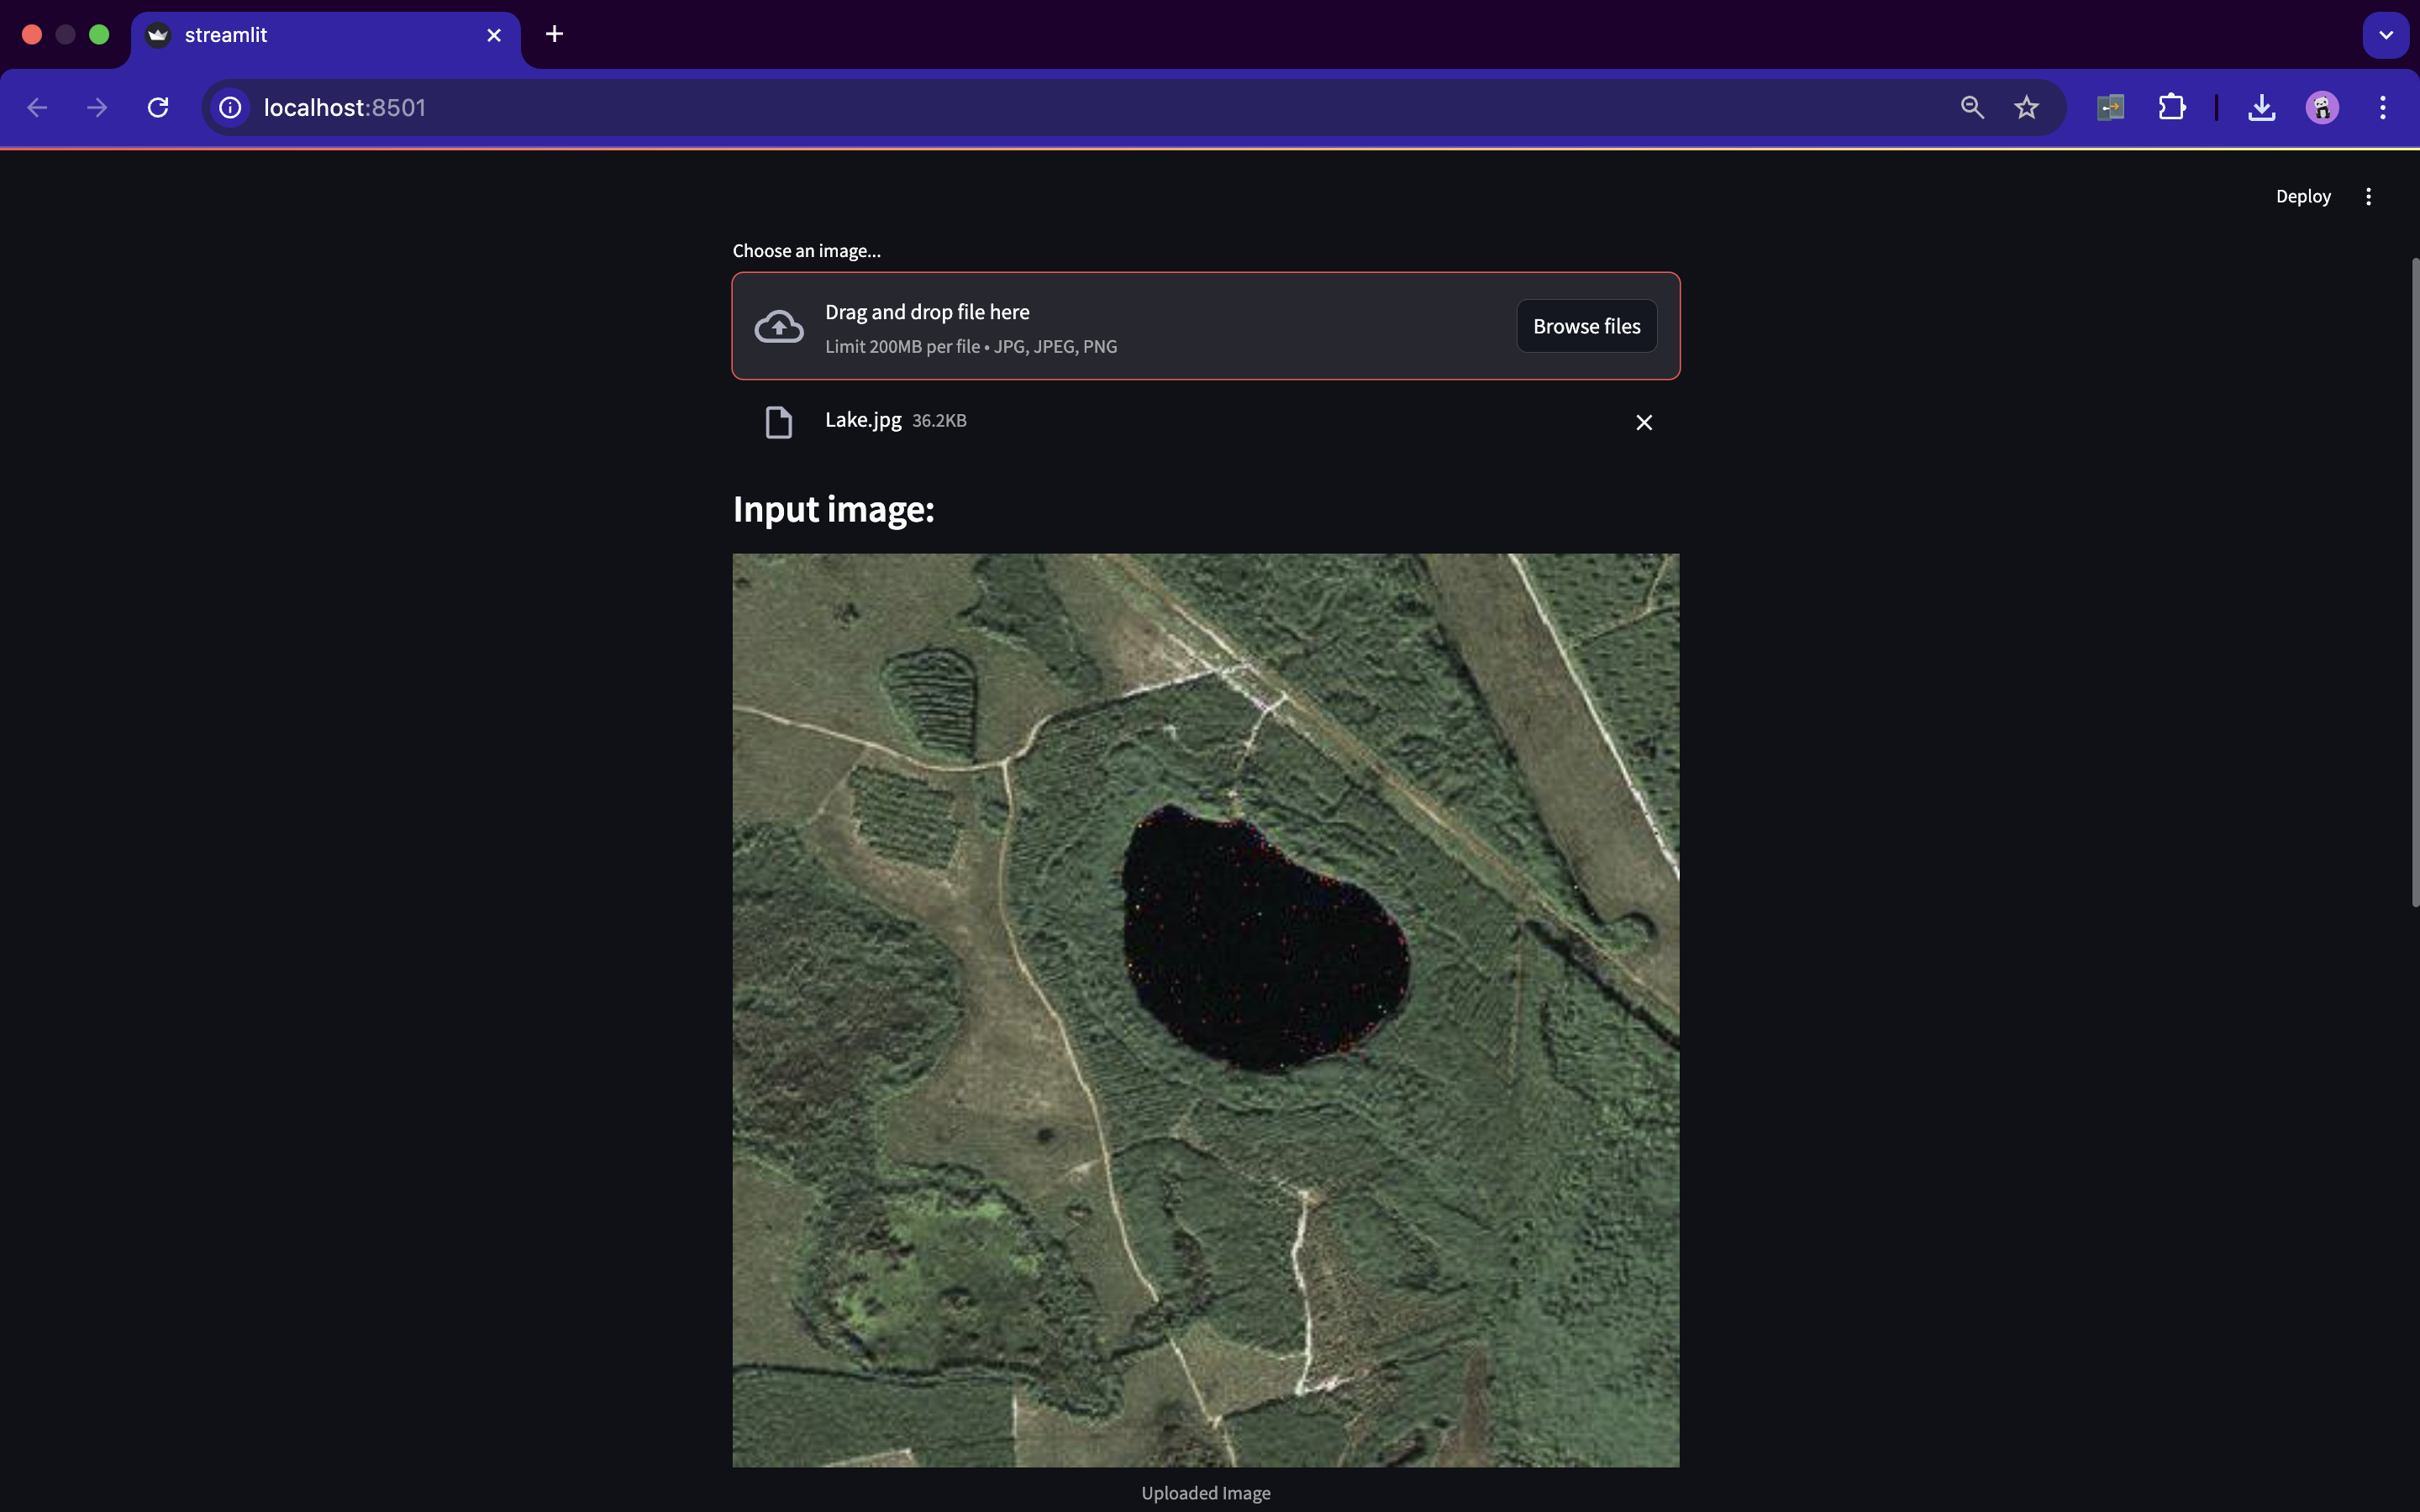 streamlit
localhost:8501
Deploy
Choose an image...
Drag and drop file here
Limit 200MB per file • JPG, JPEG, PNG
Browse files
Lake.jpg 36.2KB
Input image:
Uploaded Image